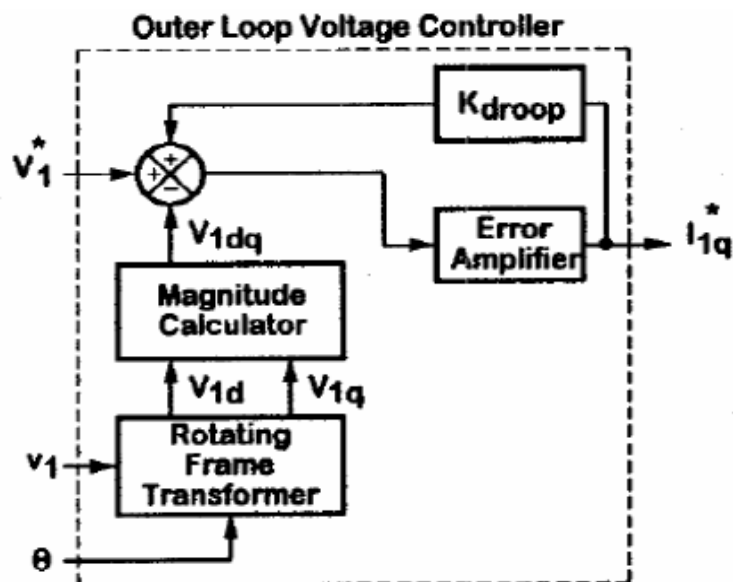 Outer Loop Voltage Controller
Kdroop
V1*
+
+
−
V1dq
Error
Amplifier
I1q*
Magnitude
Calculator
V1d
V1q
Rotating
Frame
Transformer
v1
θ